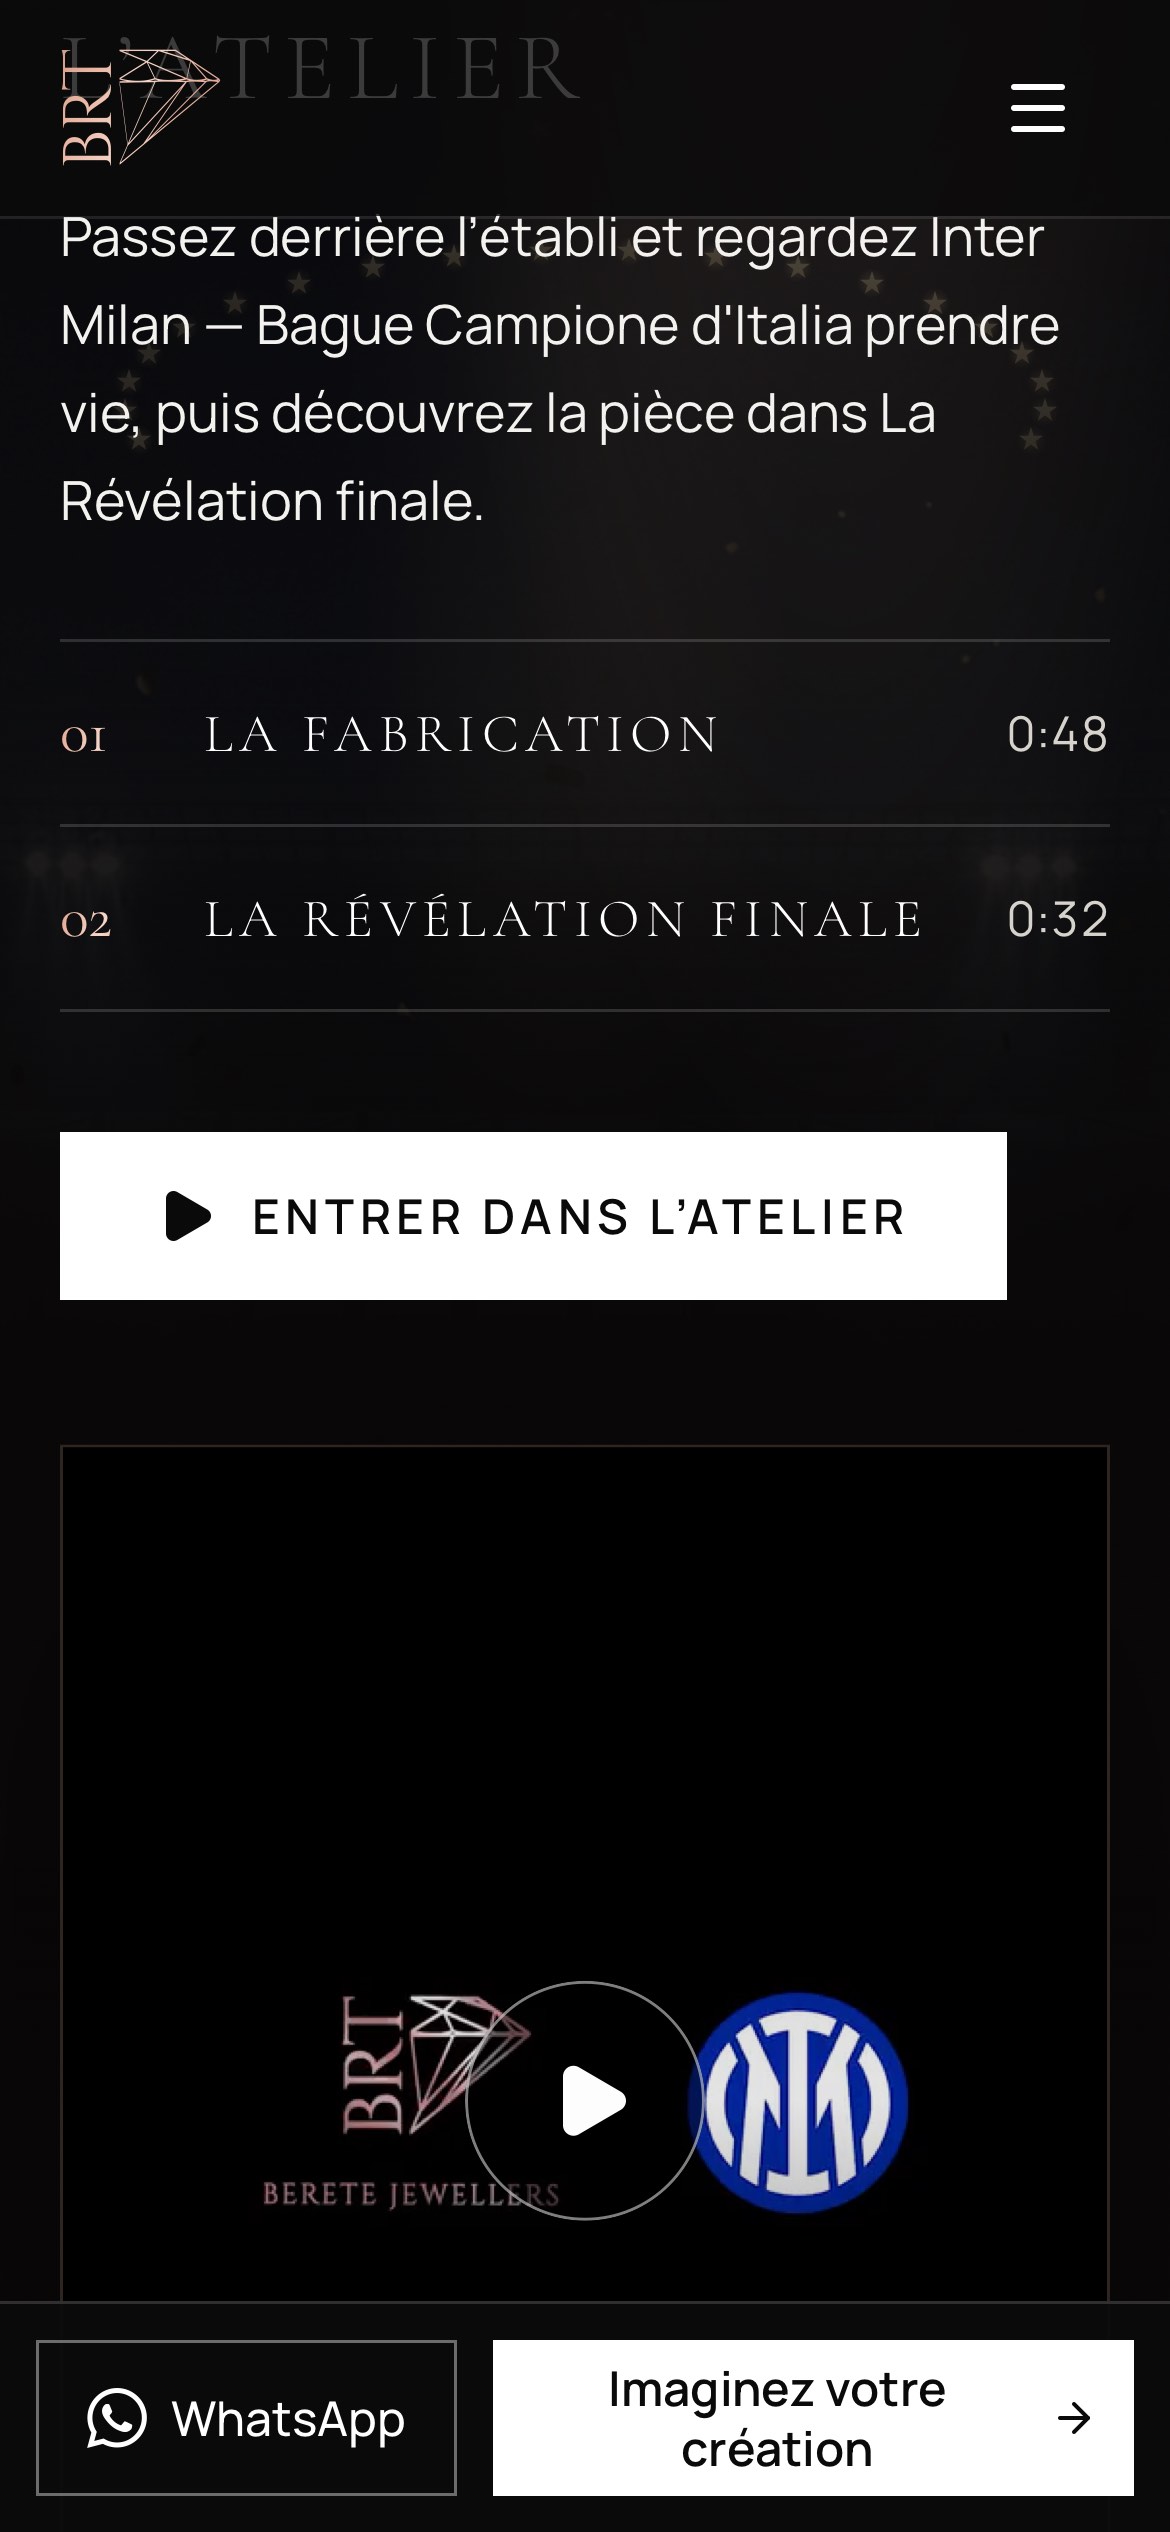 L’ATELIER
BRT
Passez derrière l’établi et regardez Inter
Milan — Bague Campione d'Italia prendre
vie, puis découvrez la pièce dans La
Révélation finale.
01 LA FABRICATION 0:48
02 LA RÉVÉLATION FINALE 0:32
ENTRER DANS L’ATELIER
BRT
BERETE JEWELLERS
WhatsApp
Imaginez votre
création